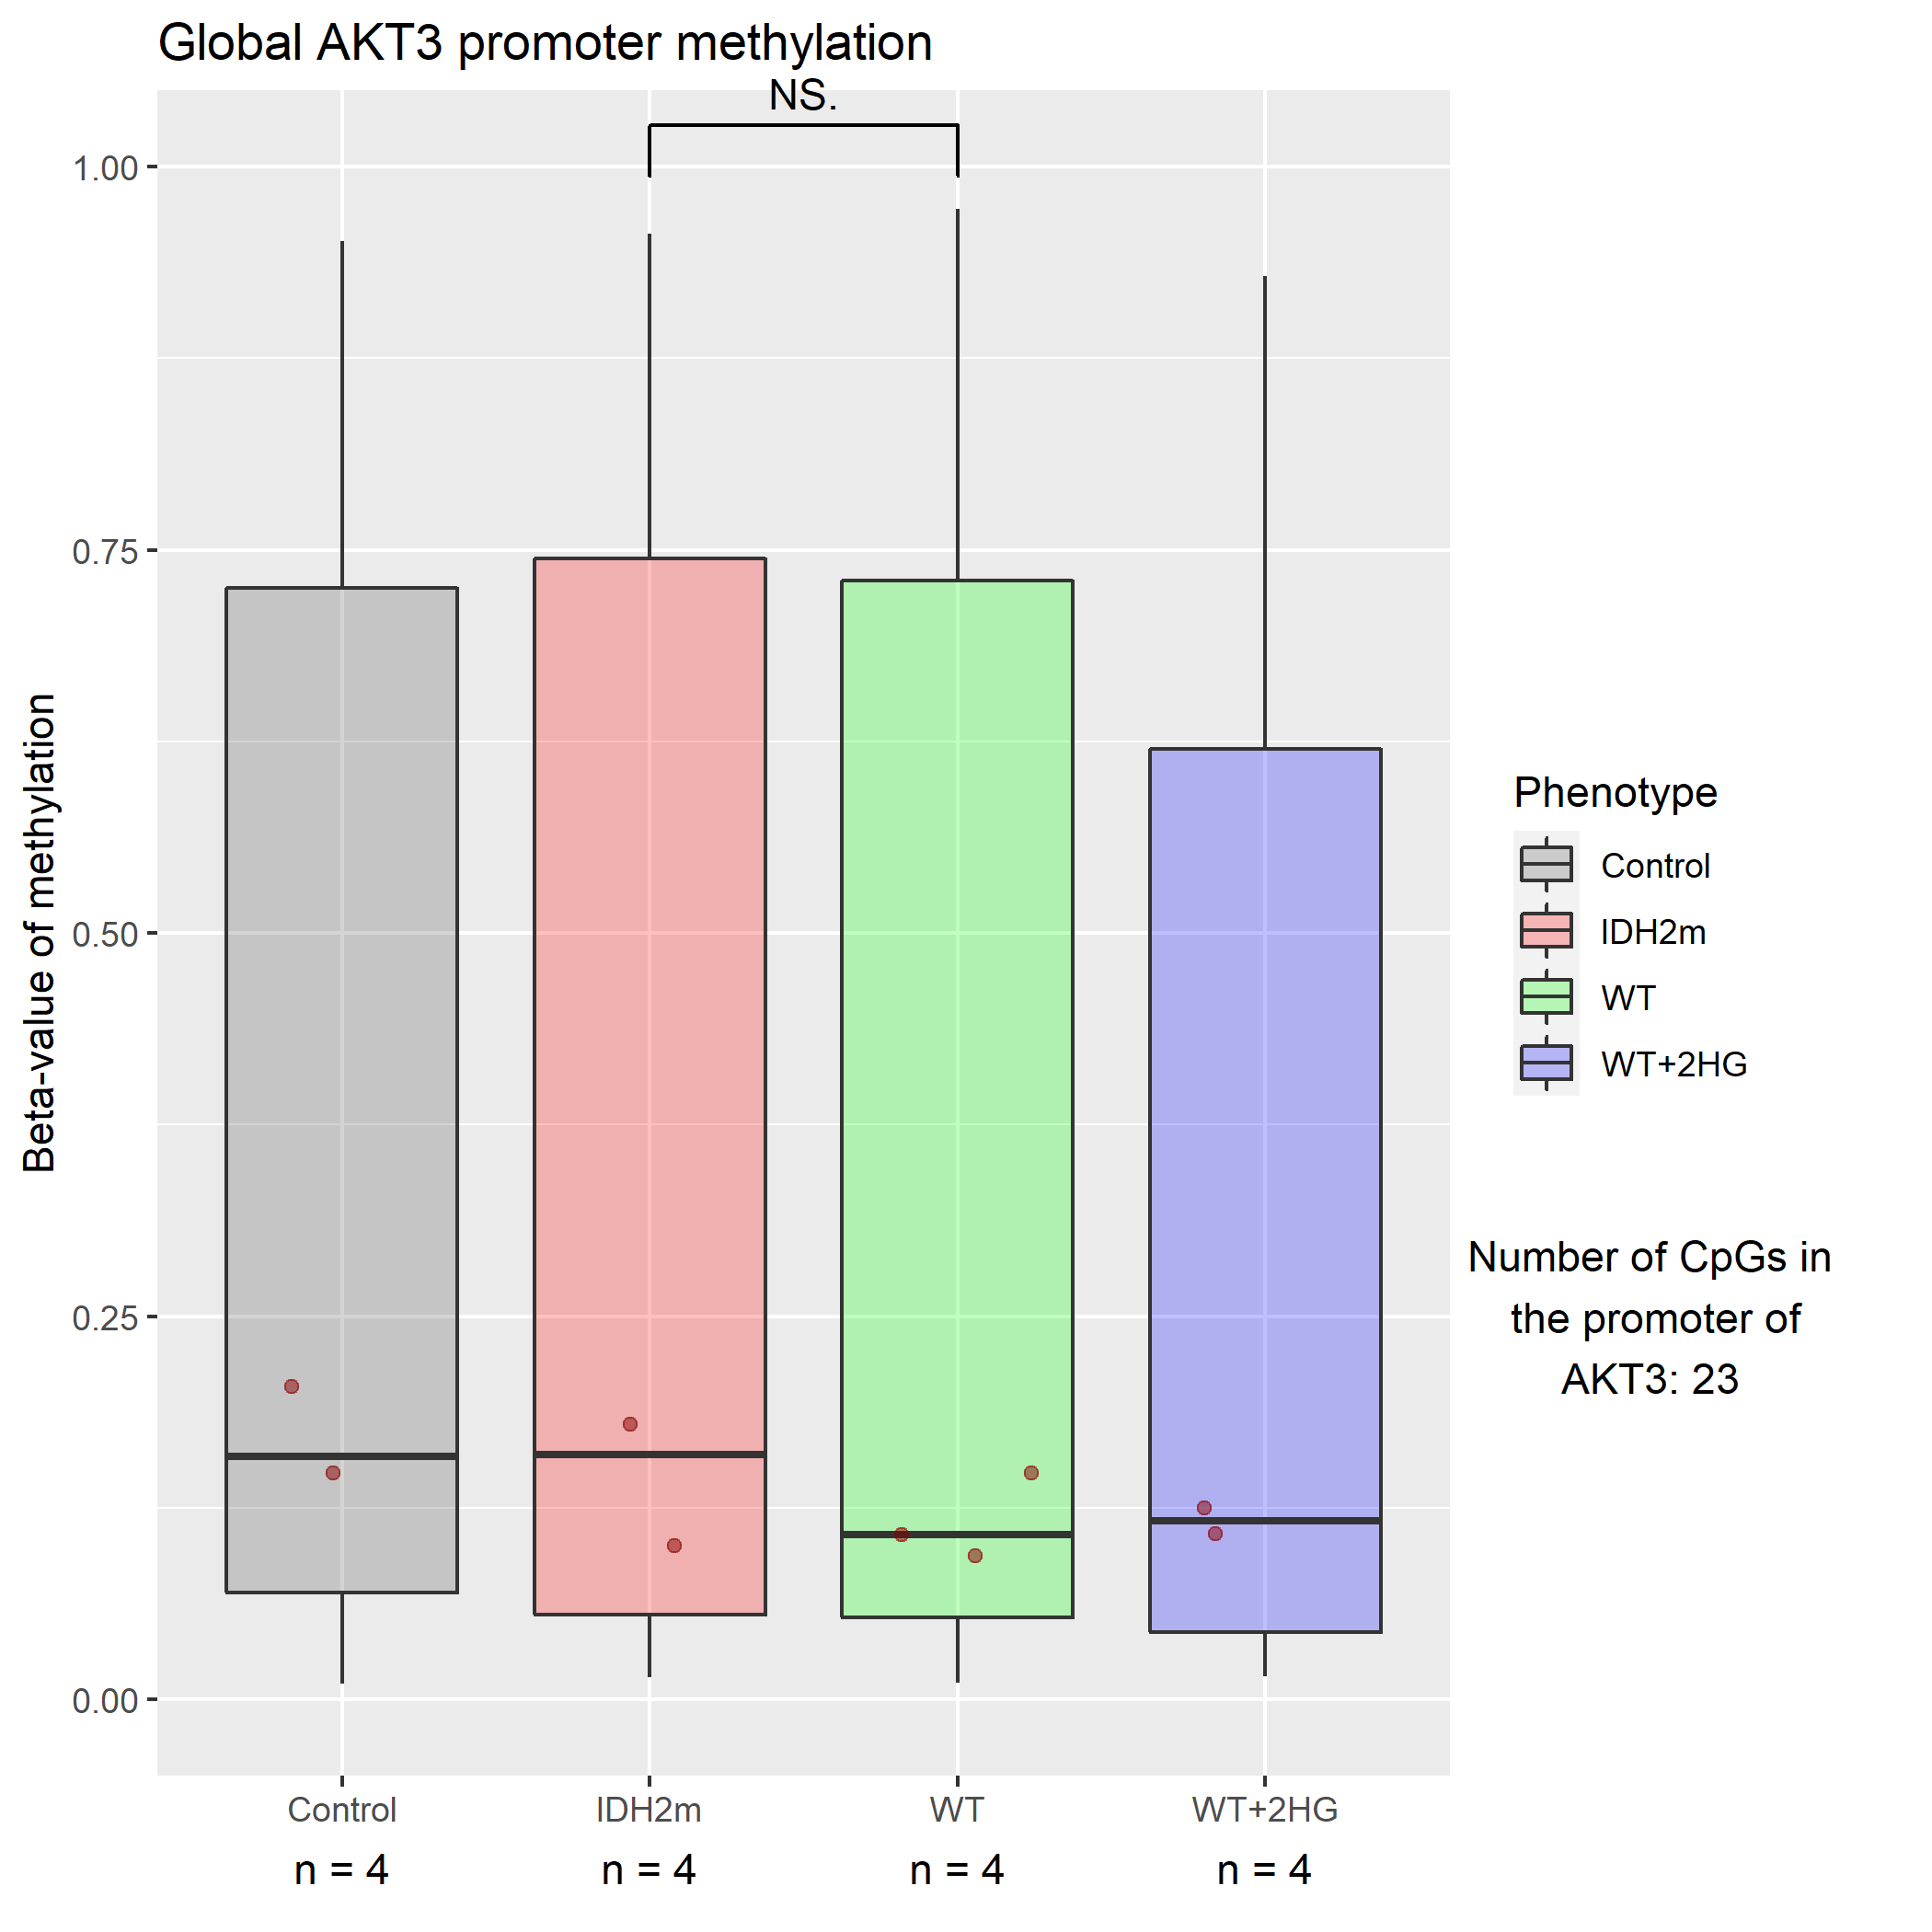 Global AKT3 promoter methylation
NS.
1.00
0.75
0.50
0.25
0.00
Beta-value of methylation
Control
IDH2m
WT
WT+2HG
n = 4
n = 4
n = 4
n = 4
Phenotype
Control
IDH2m
WT
WT+2HG
Number of CpGs in
the promoter of
AKT3: 23